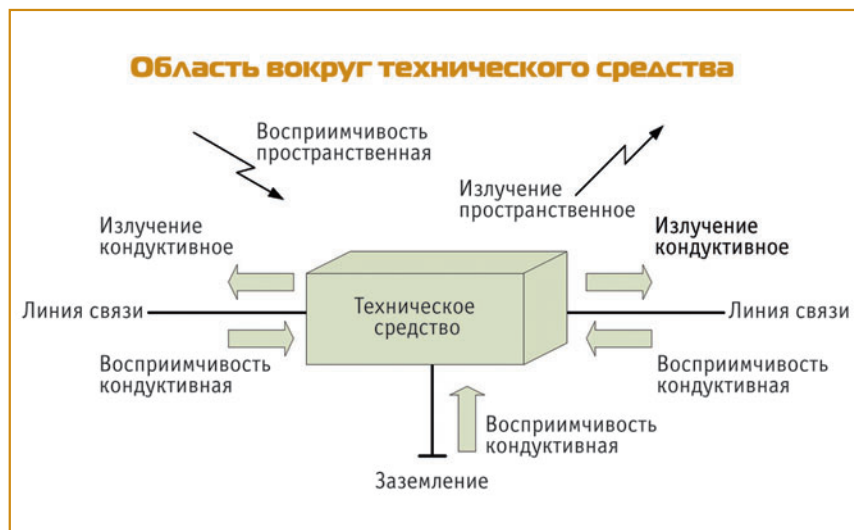 Область вокруг технического средства
Восприимчивость
пространственная
Излучение
пространственное
Излучение
кондуктивное
Излучение
кондуктивное
Техническое
средство
Линия связи
Линия связи
Восприимчивость
кондуктивная
Восприимчивость
кондуктивная
Восприимчивость
кондуктивная
Заземление